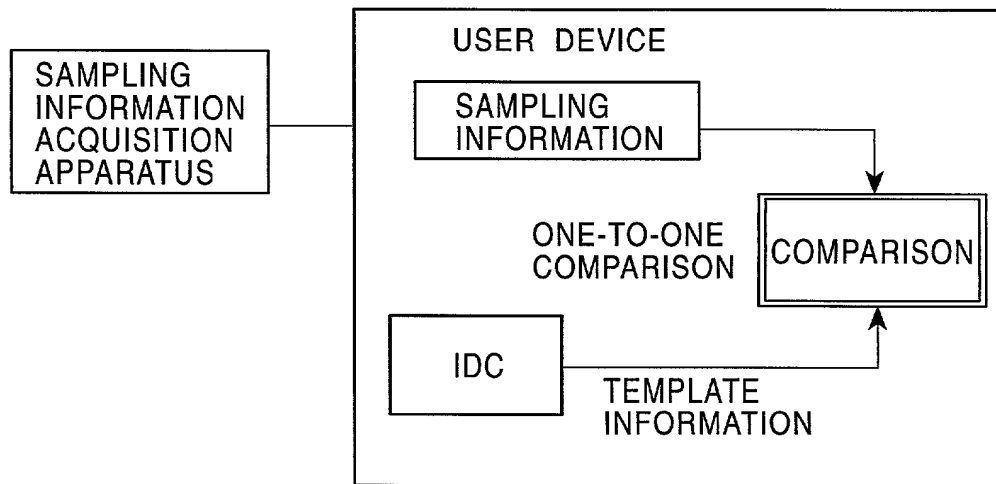 SAMPLING
INFORMATION
ACQUISITION
APPARATUS
USER DEVICE
SAMPLING
INFORMATION
ONE-TO-ONE
COMPARISON
COMPARISON
IDC
TEMPLATE
INFORMATION